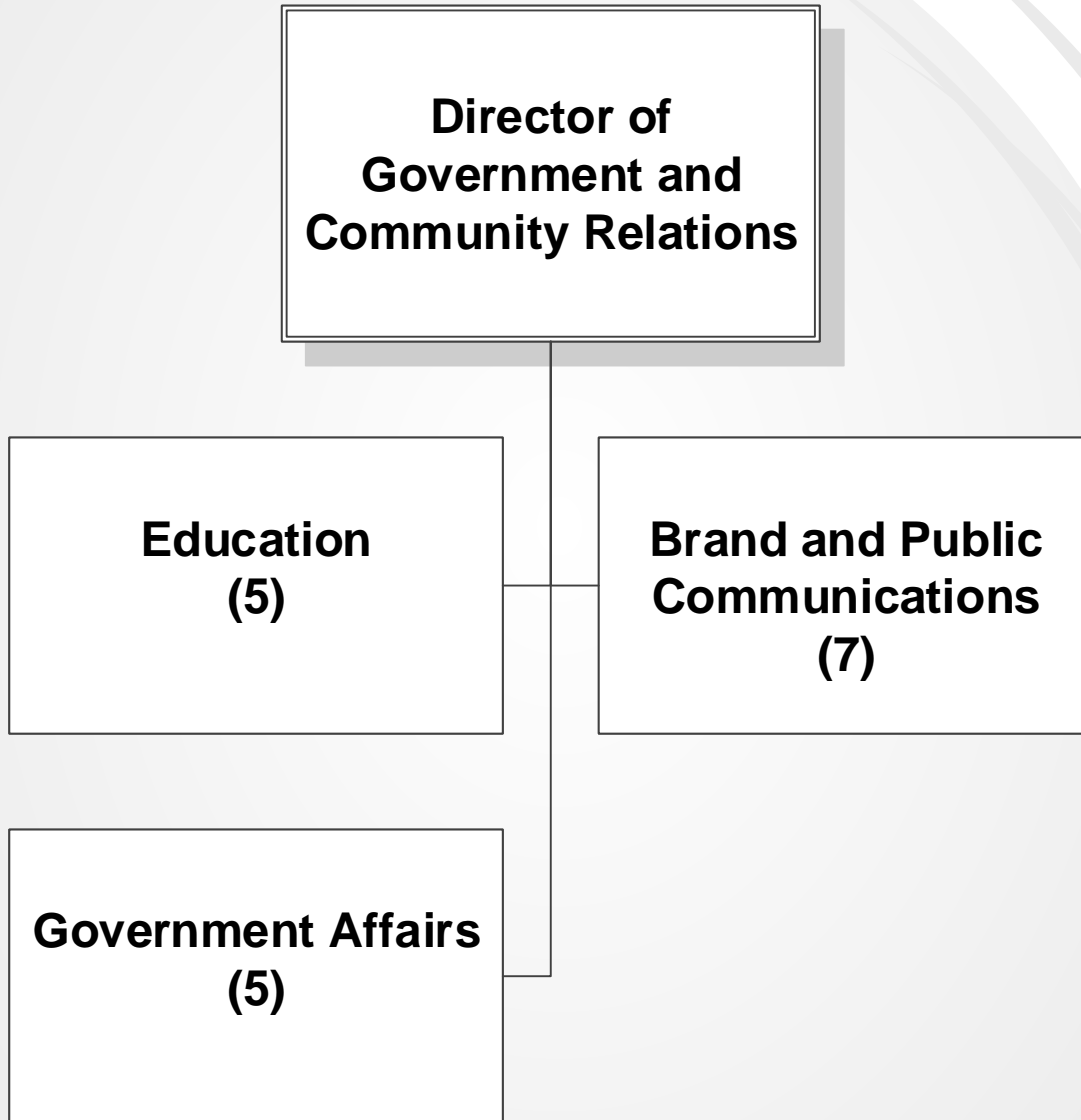 Director of
Government and
Community Relations
Education
(5)
Brand and Public
Communications
(7)
Government Affairs
(5)